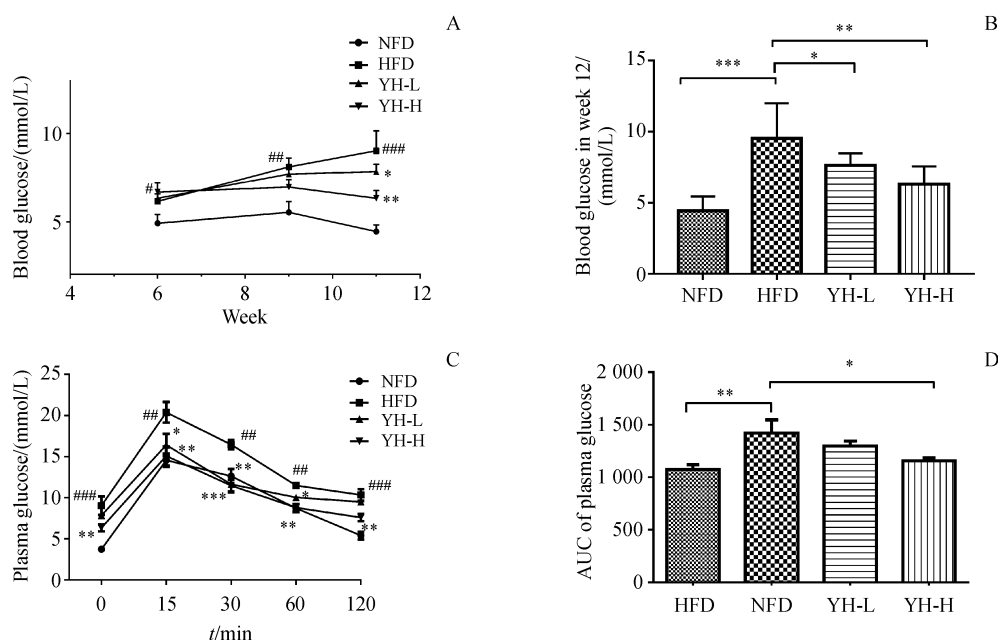 A
NFD
HFD
YH-L
YH-H
Blood glucose/(mmol/L)
10
5
#
##
###
*
**
4
6
8
10
12
Week
B
Blood glucose in week 12/
(mmol/L)
15
10
5
0
***
*
**
NFD
HFD
YH-L
YH-H
C
NFD
HFD
YH-L
YH-H
Plasma glucose/(mmol/L)
25
20
15
10
5
0
###
**
##
*
**
##
**
***
##
*
**
###
**
0
15
30
60
120
t/min
D
AUC of plasma glucose
2 000
1 500
1 000
500
0
**
*
HFD
NFD
YH-L
YH-H